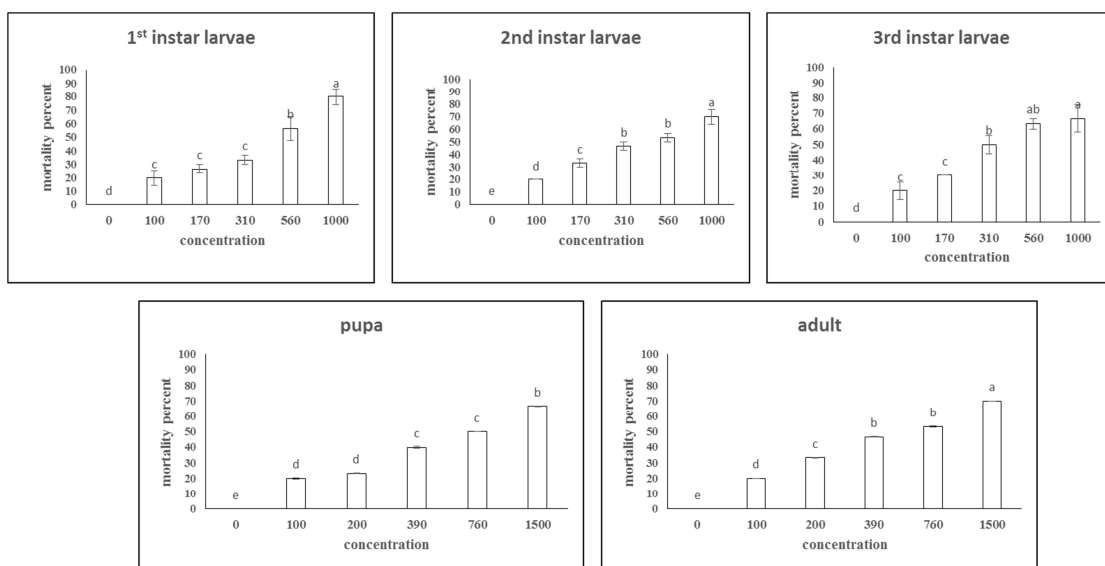 1st instar larvae
mortality percent
100
90
80
70
60
50
40
30
20
10
0
d
c
c
c
b
a
0 100 170 310 560 1000
concentration
2nd instar larvae
mortality percent
100
90
80
70
60
50
40
30
20
10
0
e
d
c
b
b
a
0 100 170 310 560 1000
concentration
3rd instar larvae
mortality percent
100
90
80
70
60
50
40
30
20
10
0
d
c
c
b
ab
a
0 100 170 310 560 1000
concentration
pupa
mortality percent
100
90
80
70
60
50
40
30
20
10
0
e
d
d
c
c
b
0 100 200 390 760 1500
concentration
adult
mortality percent
100
90
80
70
60
50
40
30
20
10
0
e
d
c
b
b
a
0 100 200 390 760 1500
concentration